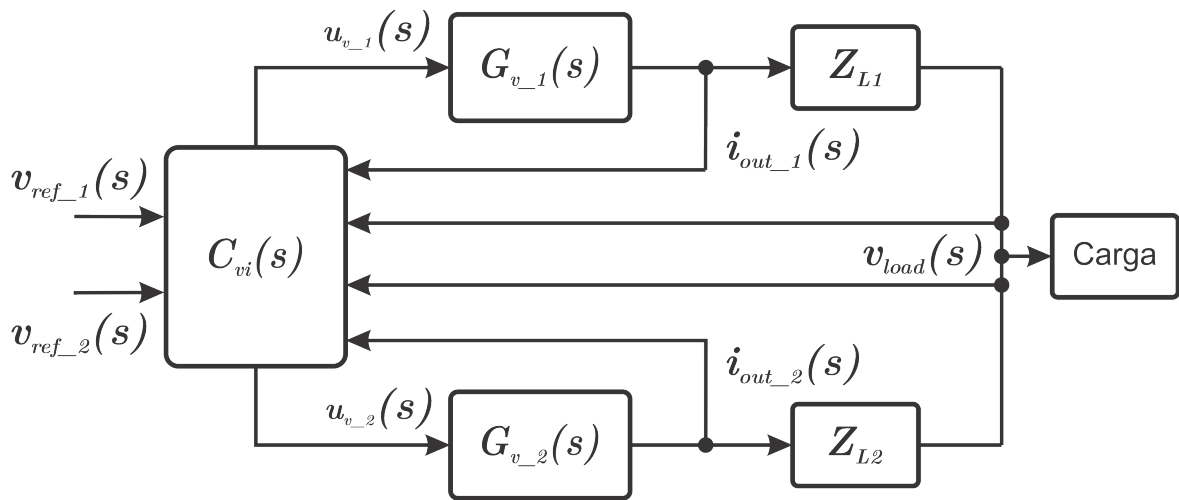 u_{v_1}(s)
G_{v_1}(s)
Z_{L1}
i_{out_1}(s)
v_{ref_1}(s)
C_{vi}(s)
v_{load}(s)
Carga
v_{ref_2}(s)
i_{out_2}(s)
u_{v_2}(s)
G_{v_2}(s)
Z_{L2}